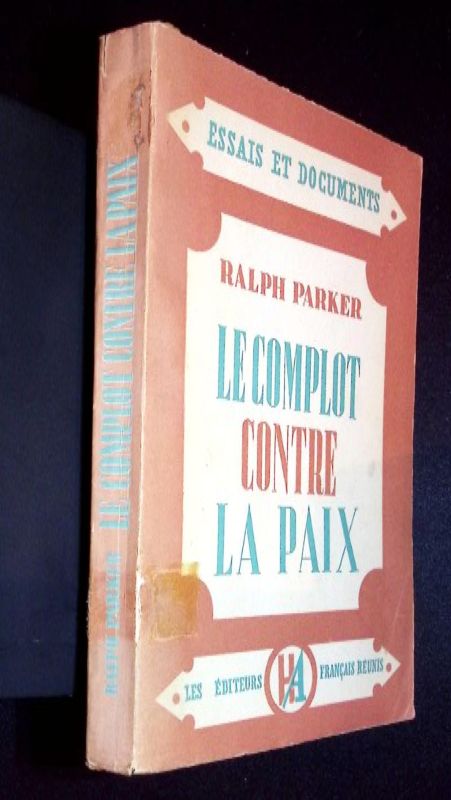 ESSAIS ET DOCUMENTS
RALPH PARKER
LE COMPLOT
CONTRE
LA PAIX
LES ÉDITEURS
FRANÇAIS RÉUNIS
RALPH PARKER LE COMPLOT CONTRE LA PAIX